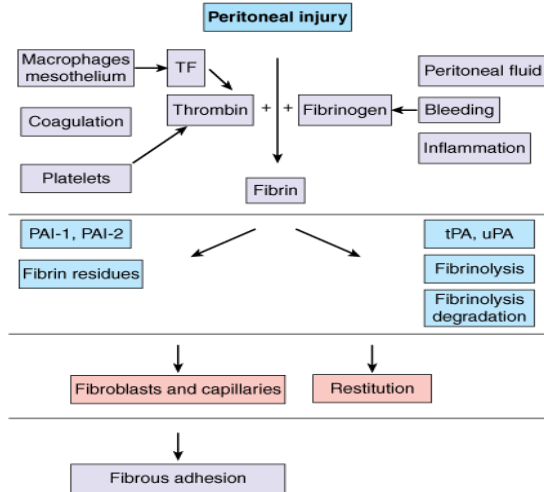 Peritoneal injury
Macrophages
mesothelium
TF
Peritoneal fluid
Coagulation
Thrombin + + Fibrinogen
Bleeding
Inflammation
Platelets
Fibrin
PAI-1, PAI-2
tPA, uPA
Fibrin residues
Fibrinolysis
Fibrinolysis
degradation
Fibroblasts and capillaries
Restitution
Fibrous adhesion